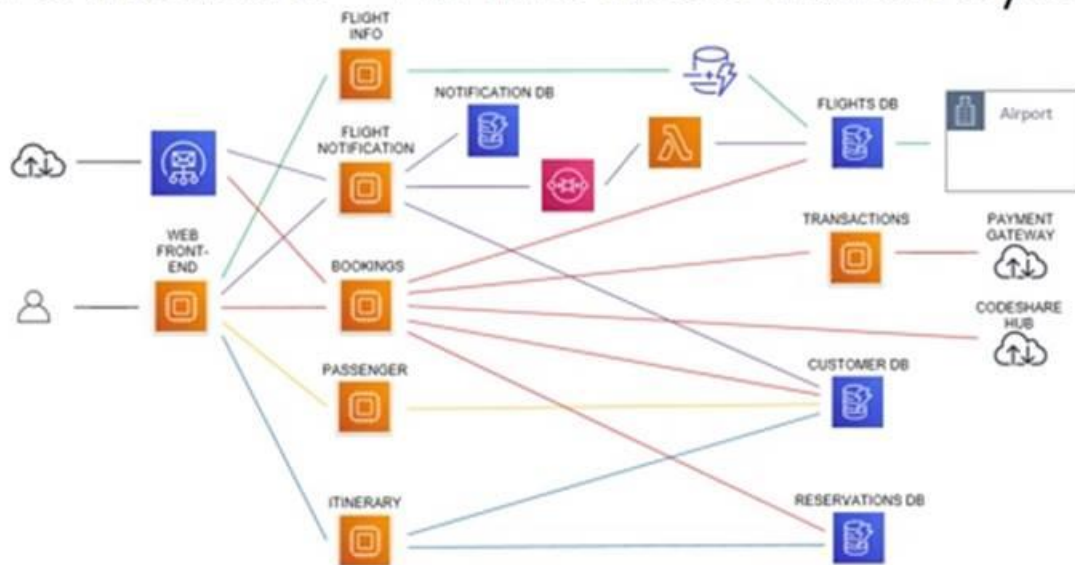 FLIGHT
INFO
NOTIFICATION DB
FLIGHTS DB
Airport
FLIGHT
NOTIFICATION
WEB
FRONT-
END
BOOKINGS
TRANSACTIONS
PAYMENT
GATEWAY
CODESHARE
HUB
PASSENGER
CUSTOMER DB
ITINERARY
RESERVATIONS DB